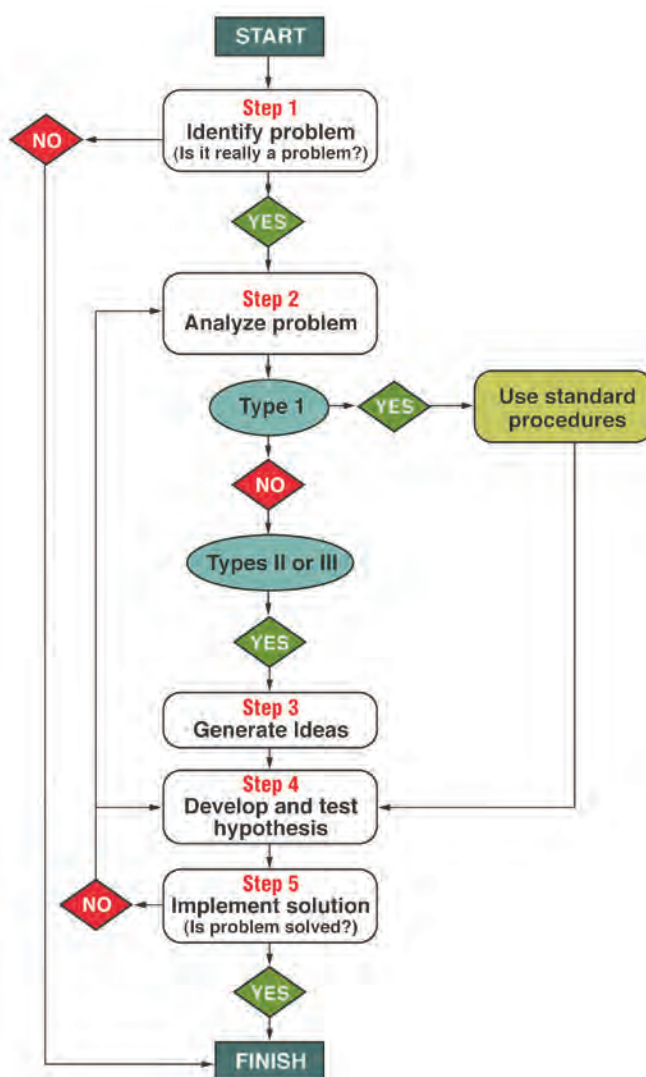 START
Step 1
Identify problem
(Is it really a problem?)
NO
YES
Step 2
Analyze problem
Type 1
YES
Use standard
procedures
NO
Types II or III
YES
Step 3
Generate Ideas
Step 4
Develop and test
hypothesis
Step 5
Implement solution
(Is problem solved?)
NO
YES
FINISH